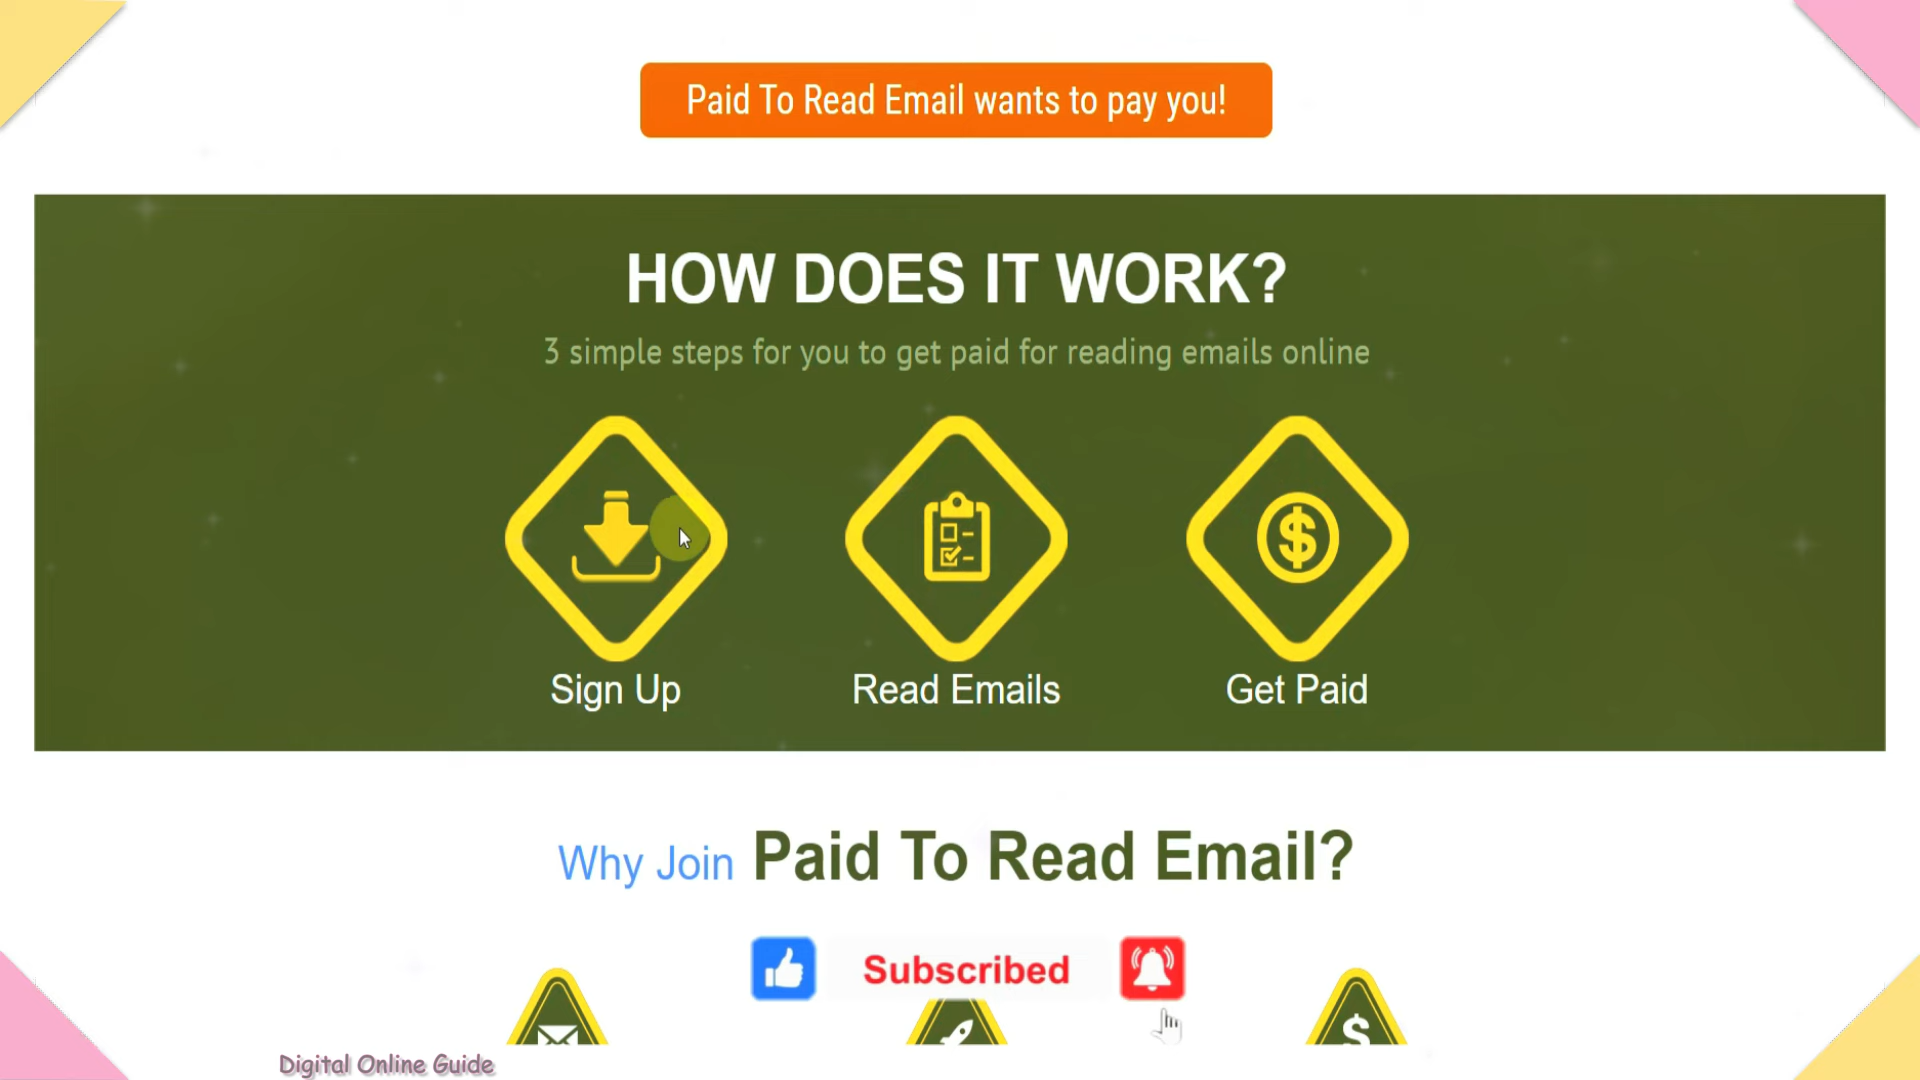 Paid To Read Email wants to pay you!
HOW DOES IT WORK?
3 simple steps for you to get paid for reading emails online
Sign Up
Read Emails
Get Paid
Why Join Paid To Read Email?
Subscribed
Digital Online Guide